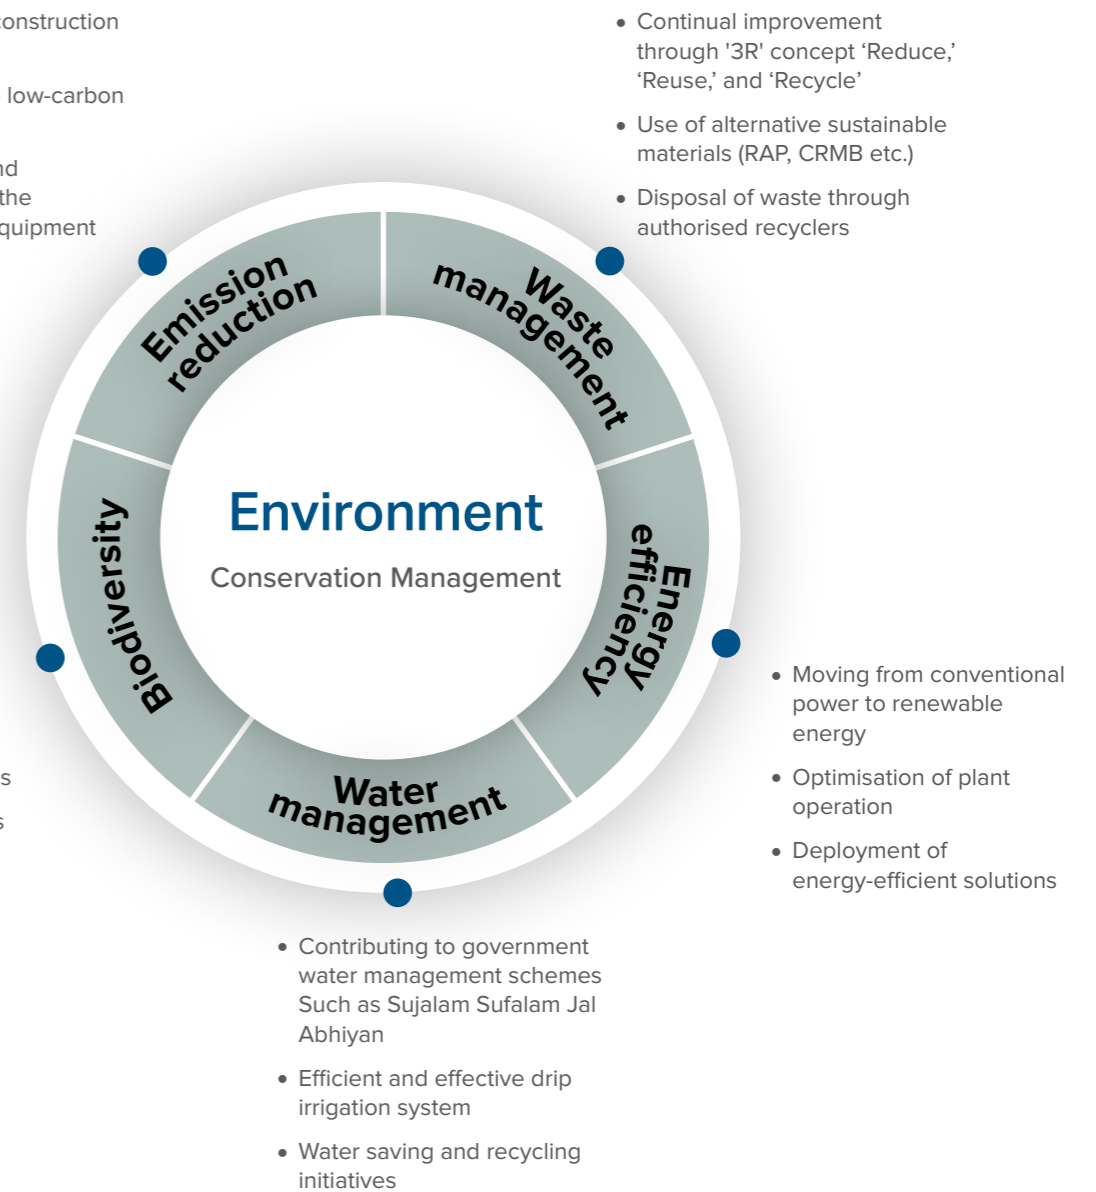 construction
low-carbon
the
Continual improvement
through '3R' concept ‘Reduce,’
‘Reuse,’ and ‘Recycle’
Use of alternative sustainable
materials (RAP, CRMB etc.)
Disposal of waste through
authorised recyclers
Emission
reduction
Waste
management
Biodiversity
Environment
Conservation Management
Energy
efficiency
Water
management
Moving from conventional
power to renewable
energy
Optimisation of plant
operation
Deployment of
energy-efficient solutions
Contributing to government
water management schemes
Such as Sujalam Sufalam Jal
Abhiyan
Efficient and effective drip
irrigation system
Water saving and recycling
initiatives